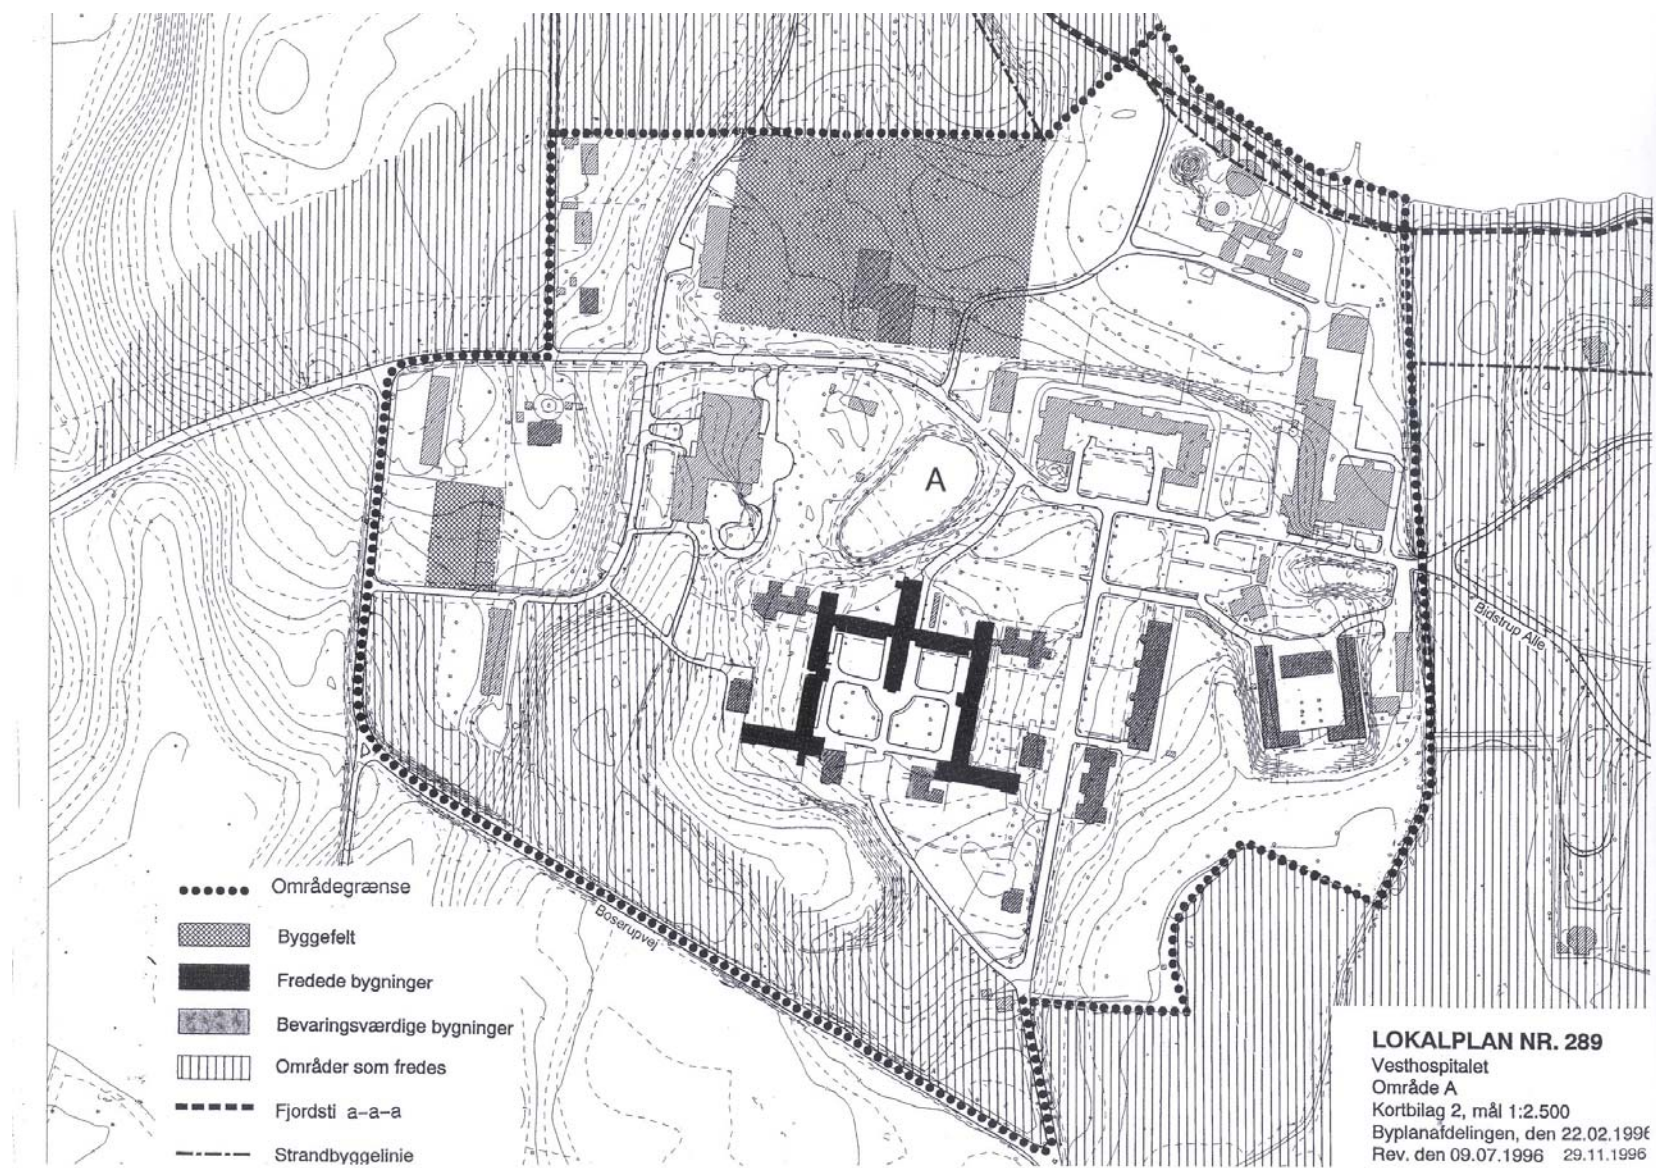 A
Bidstrup Alle
Boserupvej
Områdegrænse
Byggefelt
Fredede bygninger
Bevaringsværdige bygninger
Områder som fredes
Fjordsti a-a-a
Strandbyggelinie
LOKALPLAN NR. 289
Vesthospitalet
Område A
Kortbilag 2, mål 1:2.500
Byplanafdelingen, den 22.02.1996
Rev. den 09.07.1996 29.11.1996